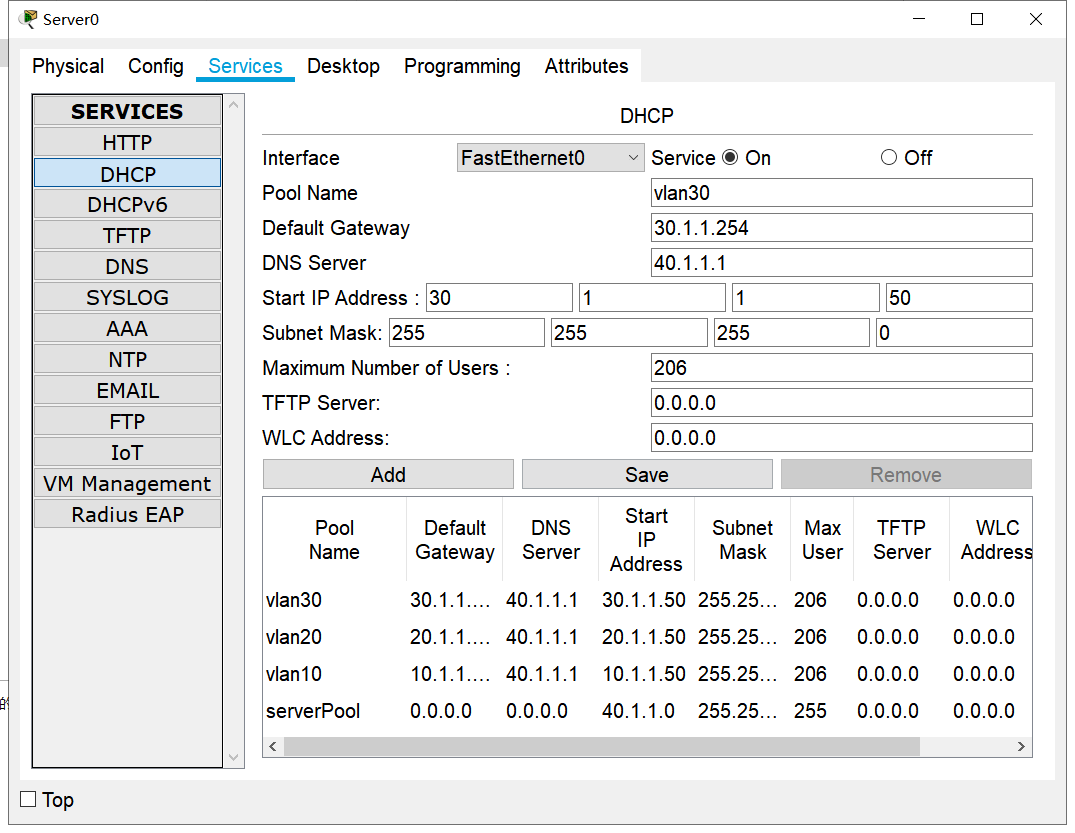 Server0
Physical Config Services Desktop Programming Attributes
SERVICES
HTTP
DHCP
DHCPv6
TFTP
DNS
SYSLOG
AAA
NTP
EMAIL
FTP
IoT
VM Management
Radius EAP
DHCP
Interface FastEthernet0 Service On Off
Pool Name vlan30
Default Gateway 30.1.1.254
DNS Server 40.1.1.1
Start IP Address : 30 1 1 50
Subnet Mask: 255 255 255 0
Maximum Number of Users : 206
TFTP Server: 0.0.0.0
WLC Address: 0.0.0.0
Add Save Remove
Pool Name Default Gateway DNS Server Start IP Address Subnet Mask Max User TFTP Server WLC Address
vlan30 30.1.1.... 40.1.1.1 30.1.1.50 255.25... 206 0.0.0.0 0.0.0.0
vlan20 20.1.1.... 40.1.1.1 20.1.1.50 255.25... 206 0.0.0.0 0.0.0.0
vlan10 10.1.1.... 40.1.1.1 10.1.1.50 255.25... 206 0.0.0.0 0.0.0.0
serverPool 0.0.0.0 0.0.0.0 40.1.1.0 255.25... 255 0.0.0.0 0.0.0.0
Top